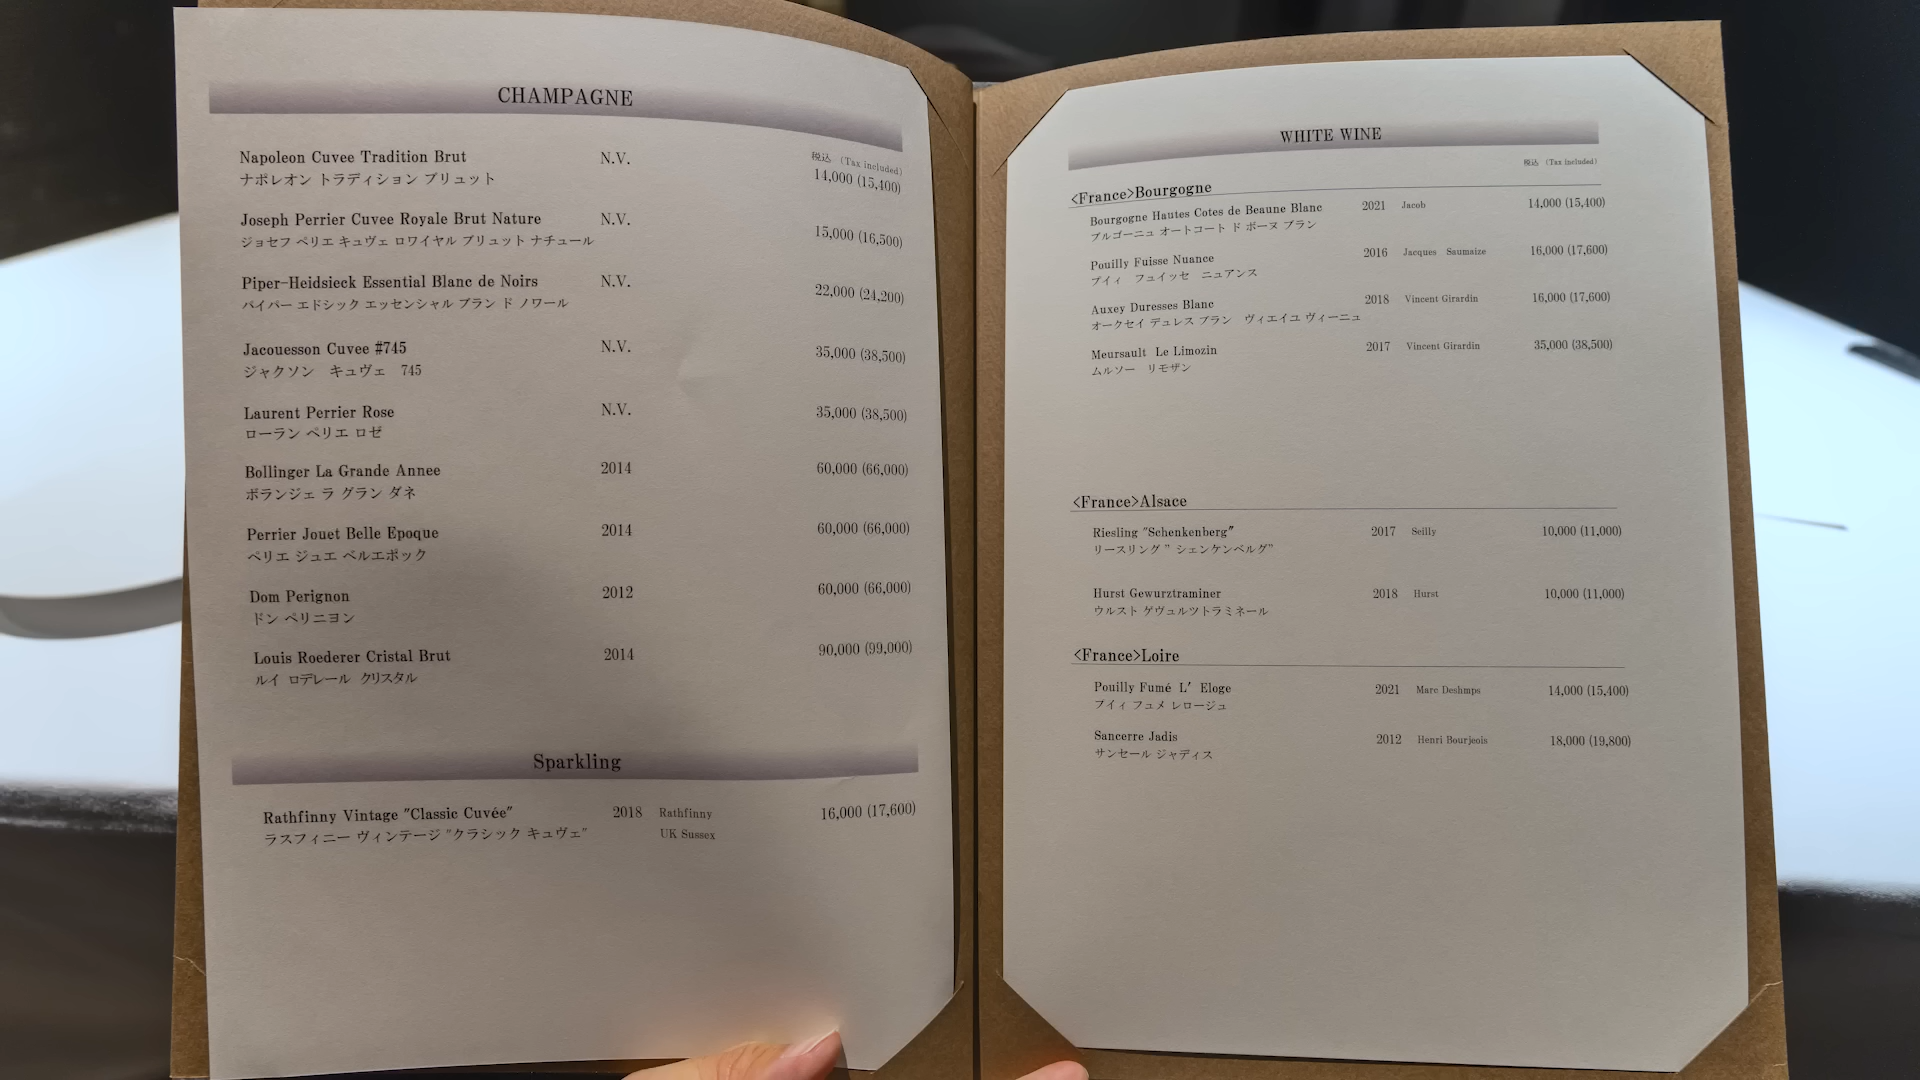 CHAMPAGNE
税込 (Tax included)
Napoleon Cuvee Tradition Brut N.V. 14,000 (15,400)
ナポレオン トラディション ブリュット
Joseph Perrier Cuvee Royale Brut Nature N.V. 15,000 (16,500)
ジョセフ ペリエ キュヴェ ロワイヤル ブリュット ナチュール
Piper-Heidsieck Essential Blanc de Noirs N.V. 22,000 (24,200)
パイパー エドシック エッセンシャル ブラン ド ノワール
Jacouesson Cuvee #745 N.V. 35,000 (38,500)
ジャクソン キュヴェ 745
Laurent Perrier Rose N.V. 35,000 (38,500)
ローラン ペリエ ロゼ
Bollinger La Grande Annee 2014 60,000 (66,000)
ボランジェ ラ グラン ダネ
Perrier Jouet Belle Epoque 2014 60,000 (66,000)
ペリエ ジュエ ベルエポック
Dom Perignon 2012 60,000 (66,000)
ドン ペリニヨン
Louis Roederer Cristal Brut 2014 90,000 (99,000)
ルイ ロデレール クリスタル
Sparkling
Rathfinny Vintage "Classic Cuvée" 2018 Rathfinny 16,000 (17,600)
ラスフィニー ヴィンテージ "クラシック キュヴェ" UK Sussex
WHITE WINE
税込 (Tax included)
<France>Bourgogne
Bourgogne Hautes Cotes de Beaune Blanc 2021 Jacob 14,000 (15,400)
ブルゴーニュ オートコート ド ボーヌ ブラン
Pouilly Fuisse Nuance 2016 Jacques Saumaize 16,000 (17,600)
プイィ フュイッセ ニュアンス
Auxey Duresses Blanc 2018 Vincent Girardin 16,000 (17,600)
オークセイ デュレス ブラン ヴィエイユ ヴィーニュ
Meursault Le Limozin 2017 Vincent Girardin 35,000 (38,500)
ムルソー リモザン
<France>Alsace
Riesling "Schenkenberg" 2017 Seilly 10,000 (11,000)
リースリング " シェンケンベルグ"
Hurst Gewurztraminer 2018 Hurst 10,000 (11,000)
ウルスト ゲヴュルツトラミネール
<France>Loire
Pouilly Fumé L' Eloge 2021 Marc Deshmps 14,000 (15,400)
プイィ フュメ レロージュ
Sancerre Jadis 2012 Henri Bourjeois 18,000 (19,800)
サンセール ジャディス